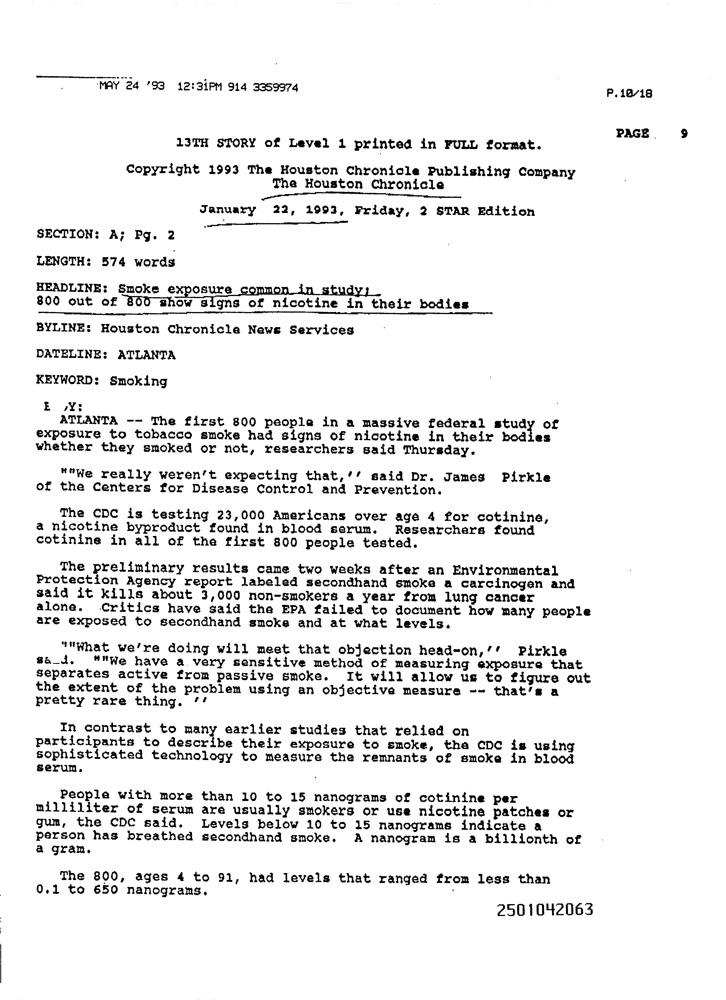 MAY 24 '93 12:31PM 914 3359974
P.10/18
PAGE 9
13TH STORY of Level 1 printed in FULL format.
Copyright 1993 The Houston Chronicle Publishing Company
The Houston Chronicle
January 22, 1993, Friday, 2 STAR Edition
SECTION: A; Pg. 2
LENGTH: 574 words
HEADLINE: Smoke exposure common in study;
800 out of 800 show signs of nicotine in their bodies
BYLINE: Houston Chronicle News Services
DATELINE: ATLANTA
KEYWORD: Smoking
Y:
ATLANTA -- The first 800 people in a massive federal study of
exposure to tobacco smoke had signs of nicotine in their bodies
whether they smoked or not, researchers said Thursday.
""We really weren't expecting that,'' said Dr. James Pirkle
of the Centers for Disease Control and Prevention.
The CDC is testing 23,000 Americans over age 4 for cotinine,
a nicotine byproduct found in blood serum. Researchers found
cotinine in all of the first 800 people tested.
The preliminary results came two weeks after an Environmental
Protection Agency report labeled secondhand smoke a carcinogen and
said it kills about 3,000 non-smokers a year from lung cancer
alone. Critics have said the EPA failed to document how many people
are exposed to secondhand smoke and at what levels.
""What we're doing will meet that objection head-on,'' Pirkle
said. ""We have a very sensitive method of measuring exposure that
separates active from passive smoke. It will allow us to figure out
the extent of the problem using an objective measure -- that's a
pretty rare thing. ''
In contrast to many earlier studies that relied on
participants to describe their exposure to smoke, the CDC is using
sophisticated technology to measure the remnants of smoke in blood
serum.
People with more than 10 to 15 nanograms of cotinine per
milliliter of serum are usually smokers or use nicotine patches or
gum, the CDC said. Levels below 10 to 15 nanograms indicate a
person has breathed secondhand smoke. A nanogram is a billionth of
a gram.
The 800, ages 4 to 91, had levels that ranged from less than
0.1 to 650 nanograms.
2501042063